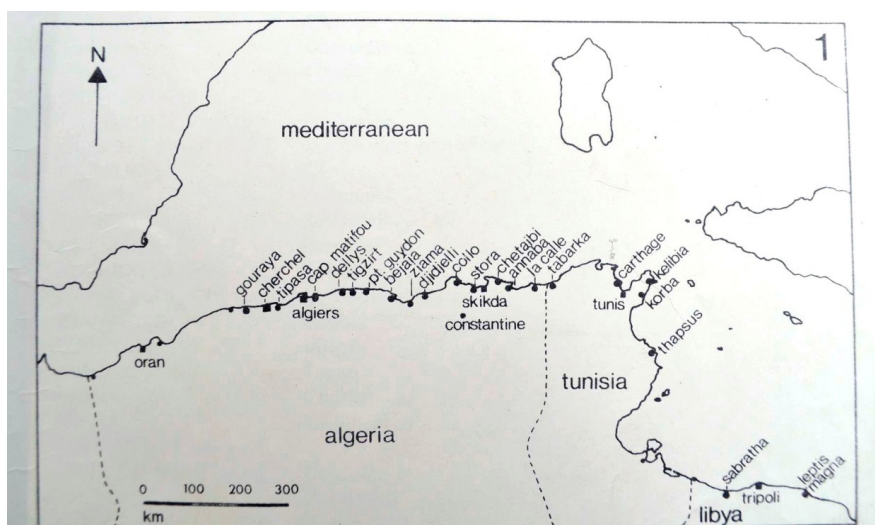 1
N
mediterranean
gouraya
cherchel
tipasa
cap matifou
dellys
tigzirt
pt. guydon
bejaia
ziama
djidjelli
collo
stora
chetaibi
annaba
la calle
tabarka
carthage
kelibia
korba
tunis
algiers
skikda
constantine
oran
thapsus
tunisia
algeria
sabratha
tripoli
leptis
magna
libya
0 100 200 300
km